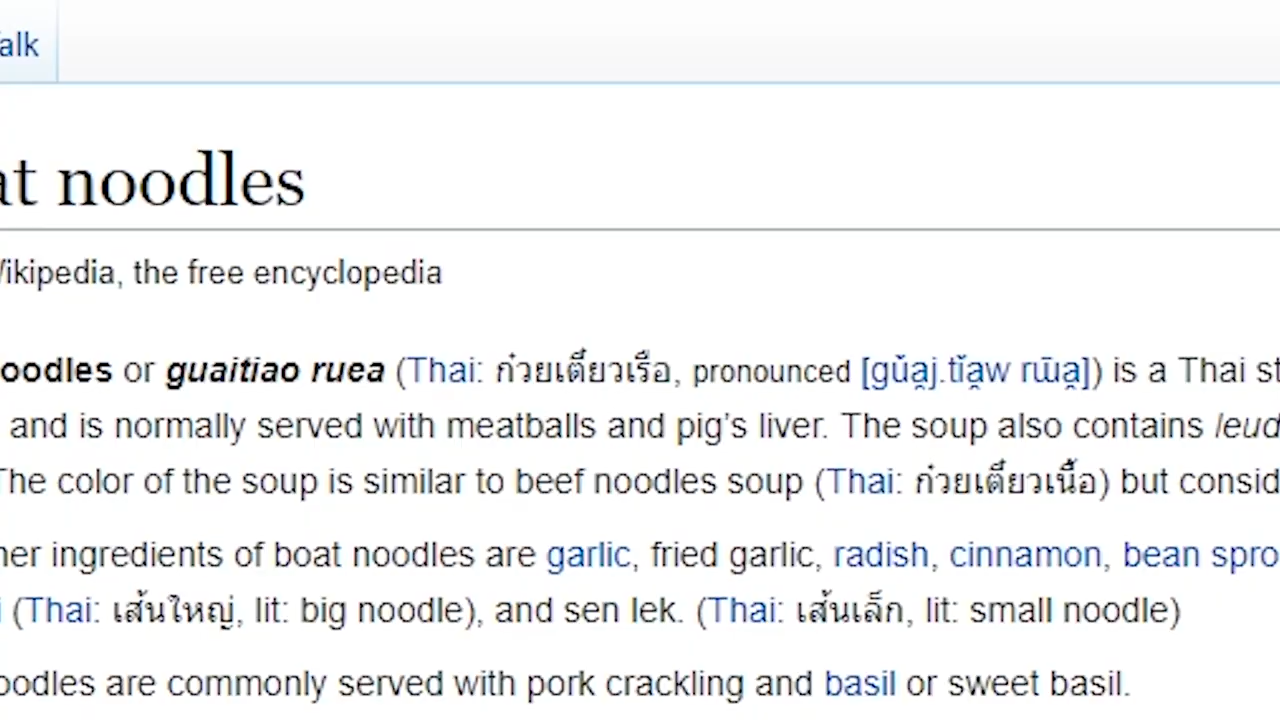 alk
at noodles
ikipedia, the free encyclopedia
oodles or guaitiao ruea (Thai: ก๋วยเตี๋ยวเรือ, pronounced [gǔa̯j.tǐa̯w rɯ̄a̯]) is a Thai st
and is normally served with meatballs and pig's liver. The soup also contains leud
The color of the soup is similar to beef noodles soup (Thai: ก๋วยเตี๋ยวเนื้อ) but consid
her ingredients of boat noodles are garlic, fried garlic, radish, cinnamon, bean spro
i (Thai: เส้นใหญ่, lit: big noodle), and sen lek. (Thai: เส้นเล็ก, lit: small noodle)
oodles are commonly served with pork crackling and basil or sweet basil.